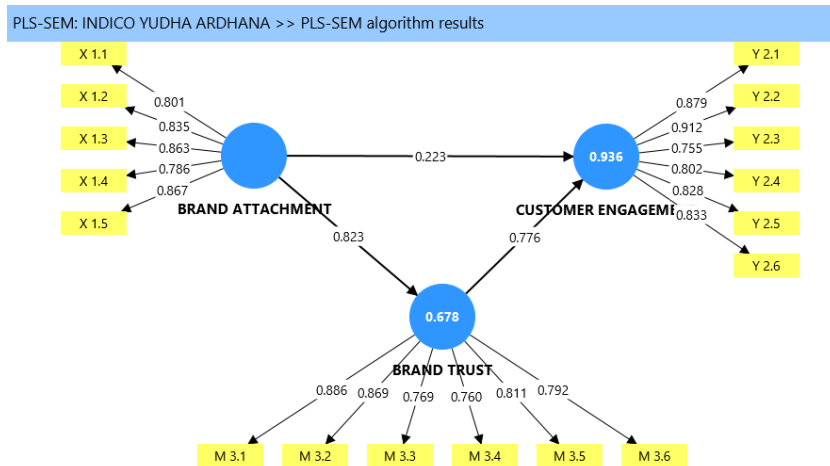 PLS-SEM: INDICO YUDHA ARDHANA >> PLS-SEM algorithm results
X 1.1
X 1.2
X 1.3
X 1.4
X 1.5
0.801
0.835
0.863
0.786
0.867
BRAND ATTACHMENT
0.223
0.823
0.776
0.936
CUSTOMER ENGAGEME
0.879
0.912
0.755
0.802
0.828
0.833
Y 2.1
Y 2.2
Y 2.3
Y 2.4
Y 2.5
Y 2.6
0.678
BRAND TRUST
0.886
0.869
0.769
0.760
0.811
0.792
M 3.1
M 3.2
M 3.3
M 3.4
M 3.5
M 3.6